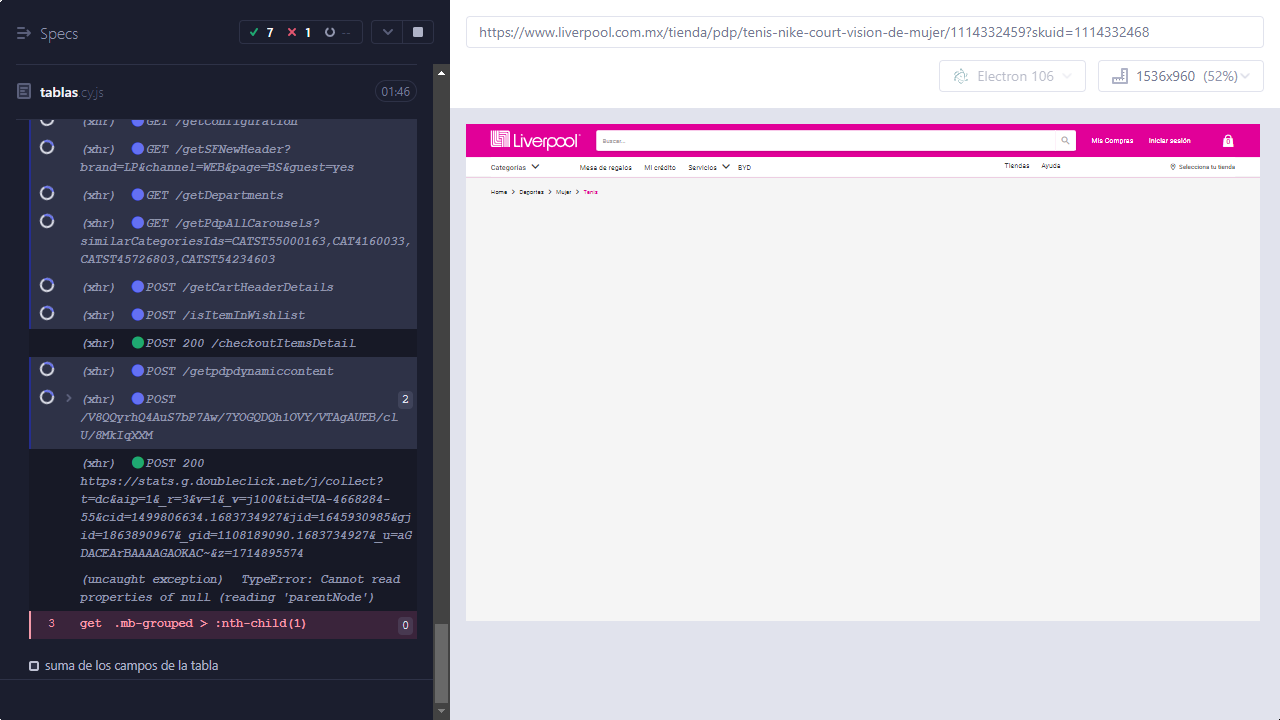 Specs
7
1
--
tablas.cy.js
01:46
(xhr) GET /getConfiguration
(xhr) GET /getSFNewHeader?
brand=LP&channel=WEB&page=BS&guest=yes
(xhr) GET /getDepartments
(xhr) GET /getPdpAllCarousels?
similarCategoriesIds=CATST55000163,CAT4160033,
CATST45726803,CATST54234603
(xhr) POST /getCartHeaderDetails
(xhr) POST /isItemInWishlist
(xhr) POST 200 /checkoutItemsDetail
(xhr) POST /getpdpdynamiccontent
(xhr) POST 2
/V8QQyrhQ4AuS7bP7Aw/7YOGQDQh1OVY/VTAgAUEB/cl
U/8MkIqXXM
(xhr) POST 200
https://stats.g.doubleclick.net/j/collect?
t=dc&aip=1&_r=3&v=1&_v=j100&tid=UA-4668284-
55&cid=1499806634.1683734927&jid=1645930985&gj
id=1863890967&_gid=1108189090.1683734927&_u=aG
DACEArBAAAAGAOKAC~&z=1714895574
(uncaught exception) TypeError: Cannot read
properties of null (reading 'parentNode')
3 get .mb-grouped > :nth-child(1) 0
suma de los campos de la tabla
https://www.liverpool.com.mx/tienda/pdp/tenis-nike-court-vision-de-mujer/1114332459?skuid=1114332468
Electron 106
1536x960 (52%)
Liverpool
Buscar...
Mis Compras
Iniciar sesión
0
Categorías
Mesa de regalos
Mi crédito
Servicios
BYD
Tiendas
Ayuda
Selecciona tu tienda
Home > Deportes > Mujer > Tenis